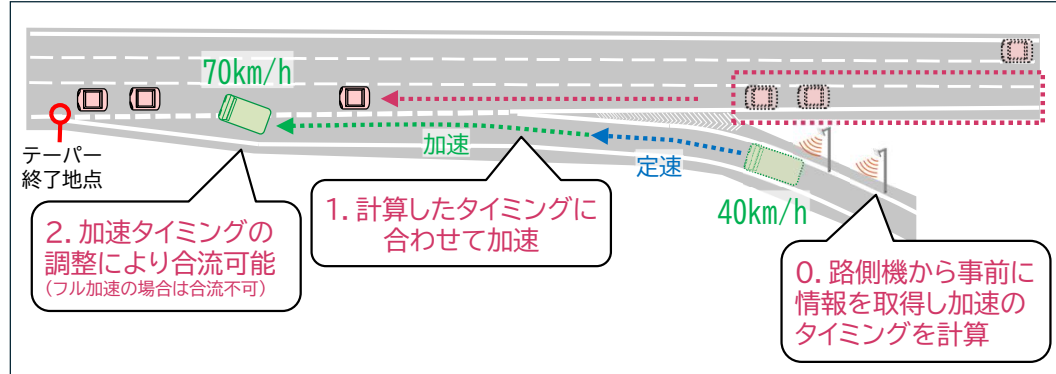 70km/h
テーパー
終了地点
加速
定速
40km/h
2. 加速タイミングの
調整により合流可能
(フル加速の場合は合流不可)
1. 計算したタイミングに
合わせて加速
0. 路側機から事前に
情報を取得し加速の
タイミングを計算